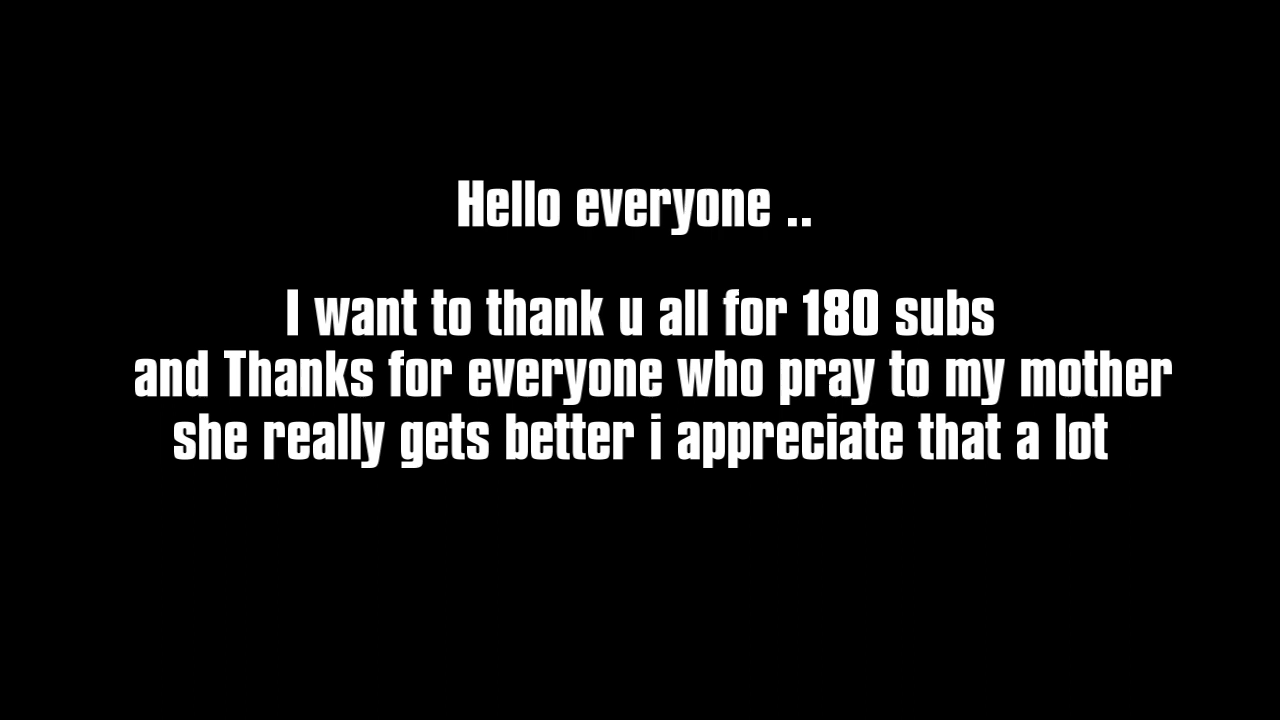 Hello everyone ..
I want to thank u all for 180 subs
and Thanks for everyone who pray to my mother
she really gets better i appreciate that a lot